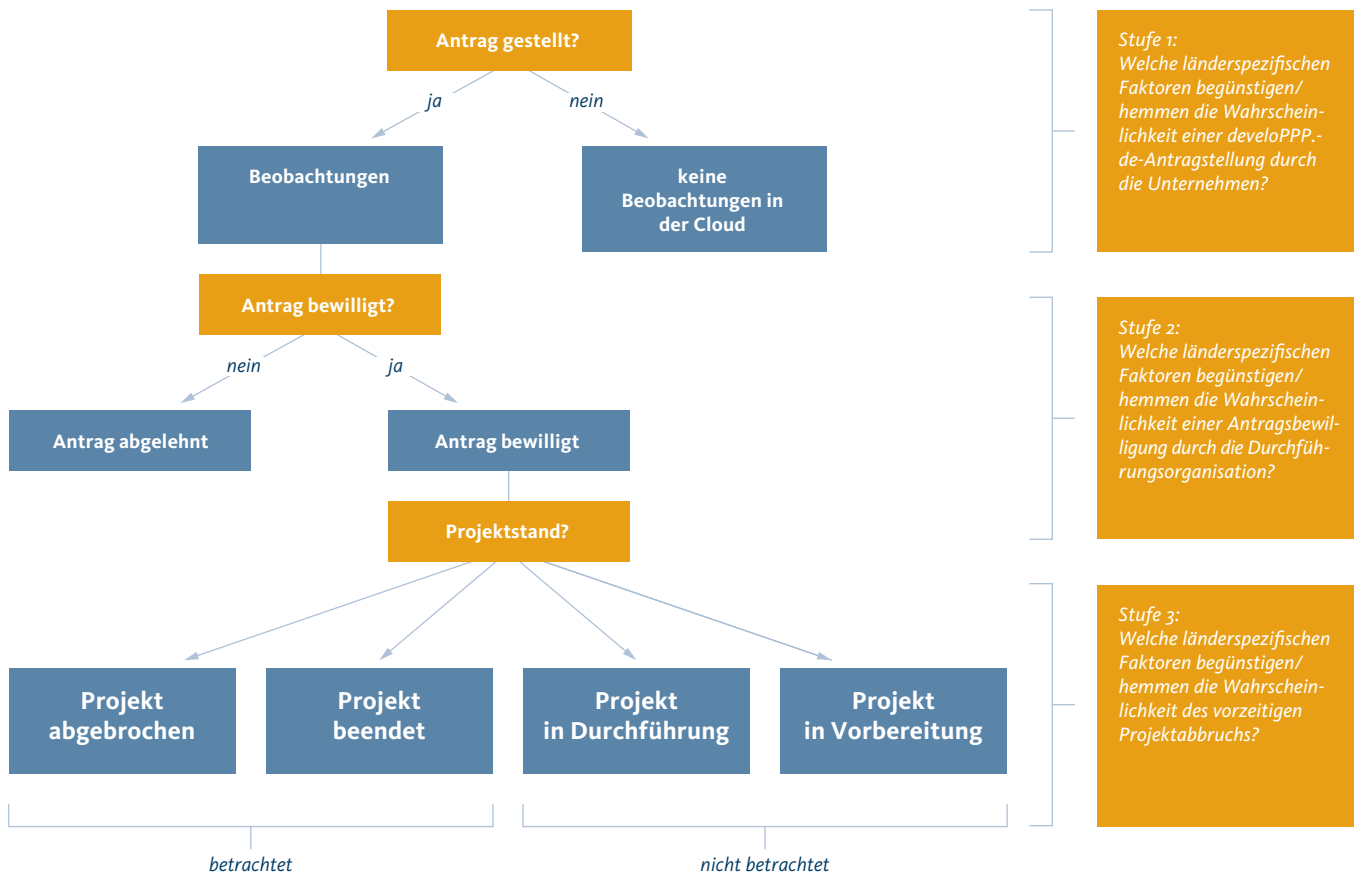 Antrag gestellt?
ja
nein
Beobachtungen
keine
Beobachtungen in
der Cloud
Antrag bewilligt?
nein
ja
Antrag abgelehnt
Antrag bewilligt
Projektstand?
Projekt
abgebrochen
Projekt
beendet
Projekt
in Durchführung
Projekt
in Vorbereitung
betrachtet
nicht betrachtet
Stufe 1:
Welche länderspezifischen
Faktoren begünstigen/
hemmen die Wahrschein-
lichkeit einer develoPPP.-
de-Antragstellung durch
die Unternehmen?
Stufe 2:
Welche länderspezifischen
Faktoren begünstigen/
hemmen die Wahrschein-
lichkeit einer Antragsbewil-
ligung durch die Durchfüh-
rungsorganisation?
Stufe 3:
Welche länderspezifischen
Faktoren begünstigen/
hemmen die Wahrschein-
lichkeit des vorzeitigen
Projektabbruchs?